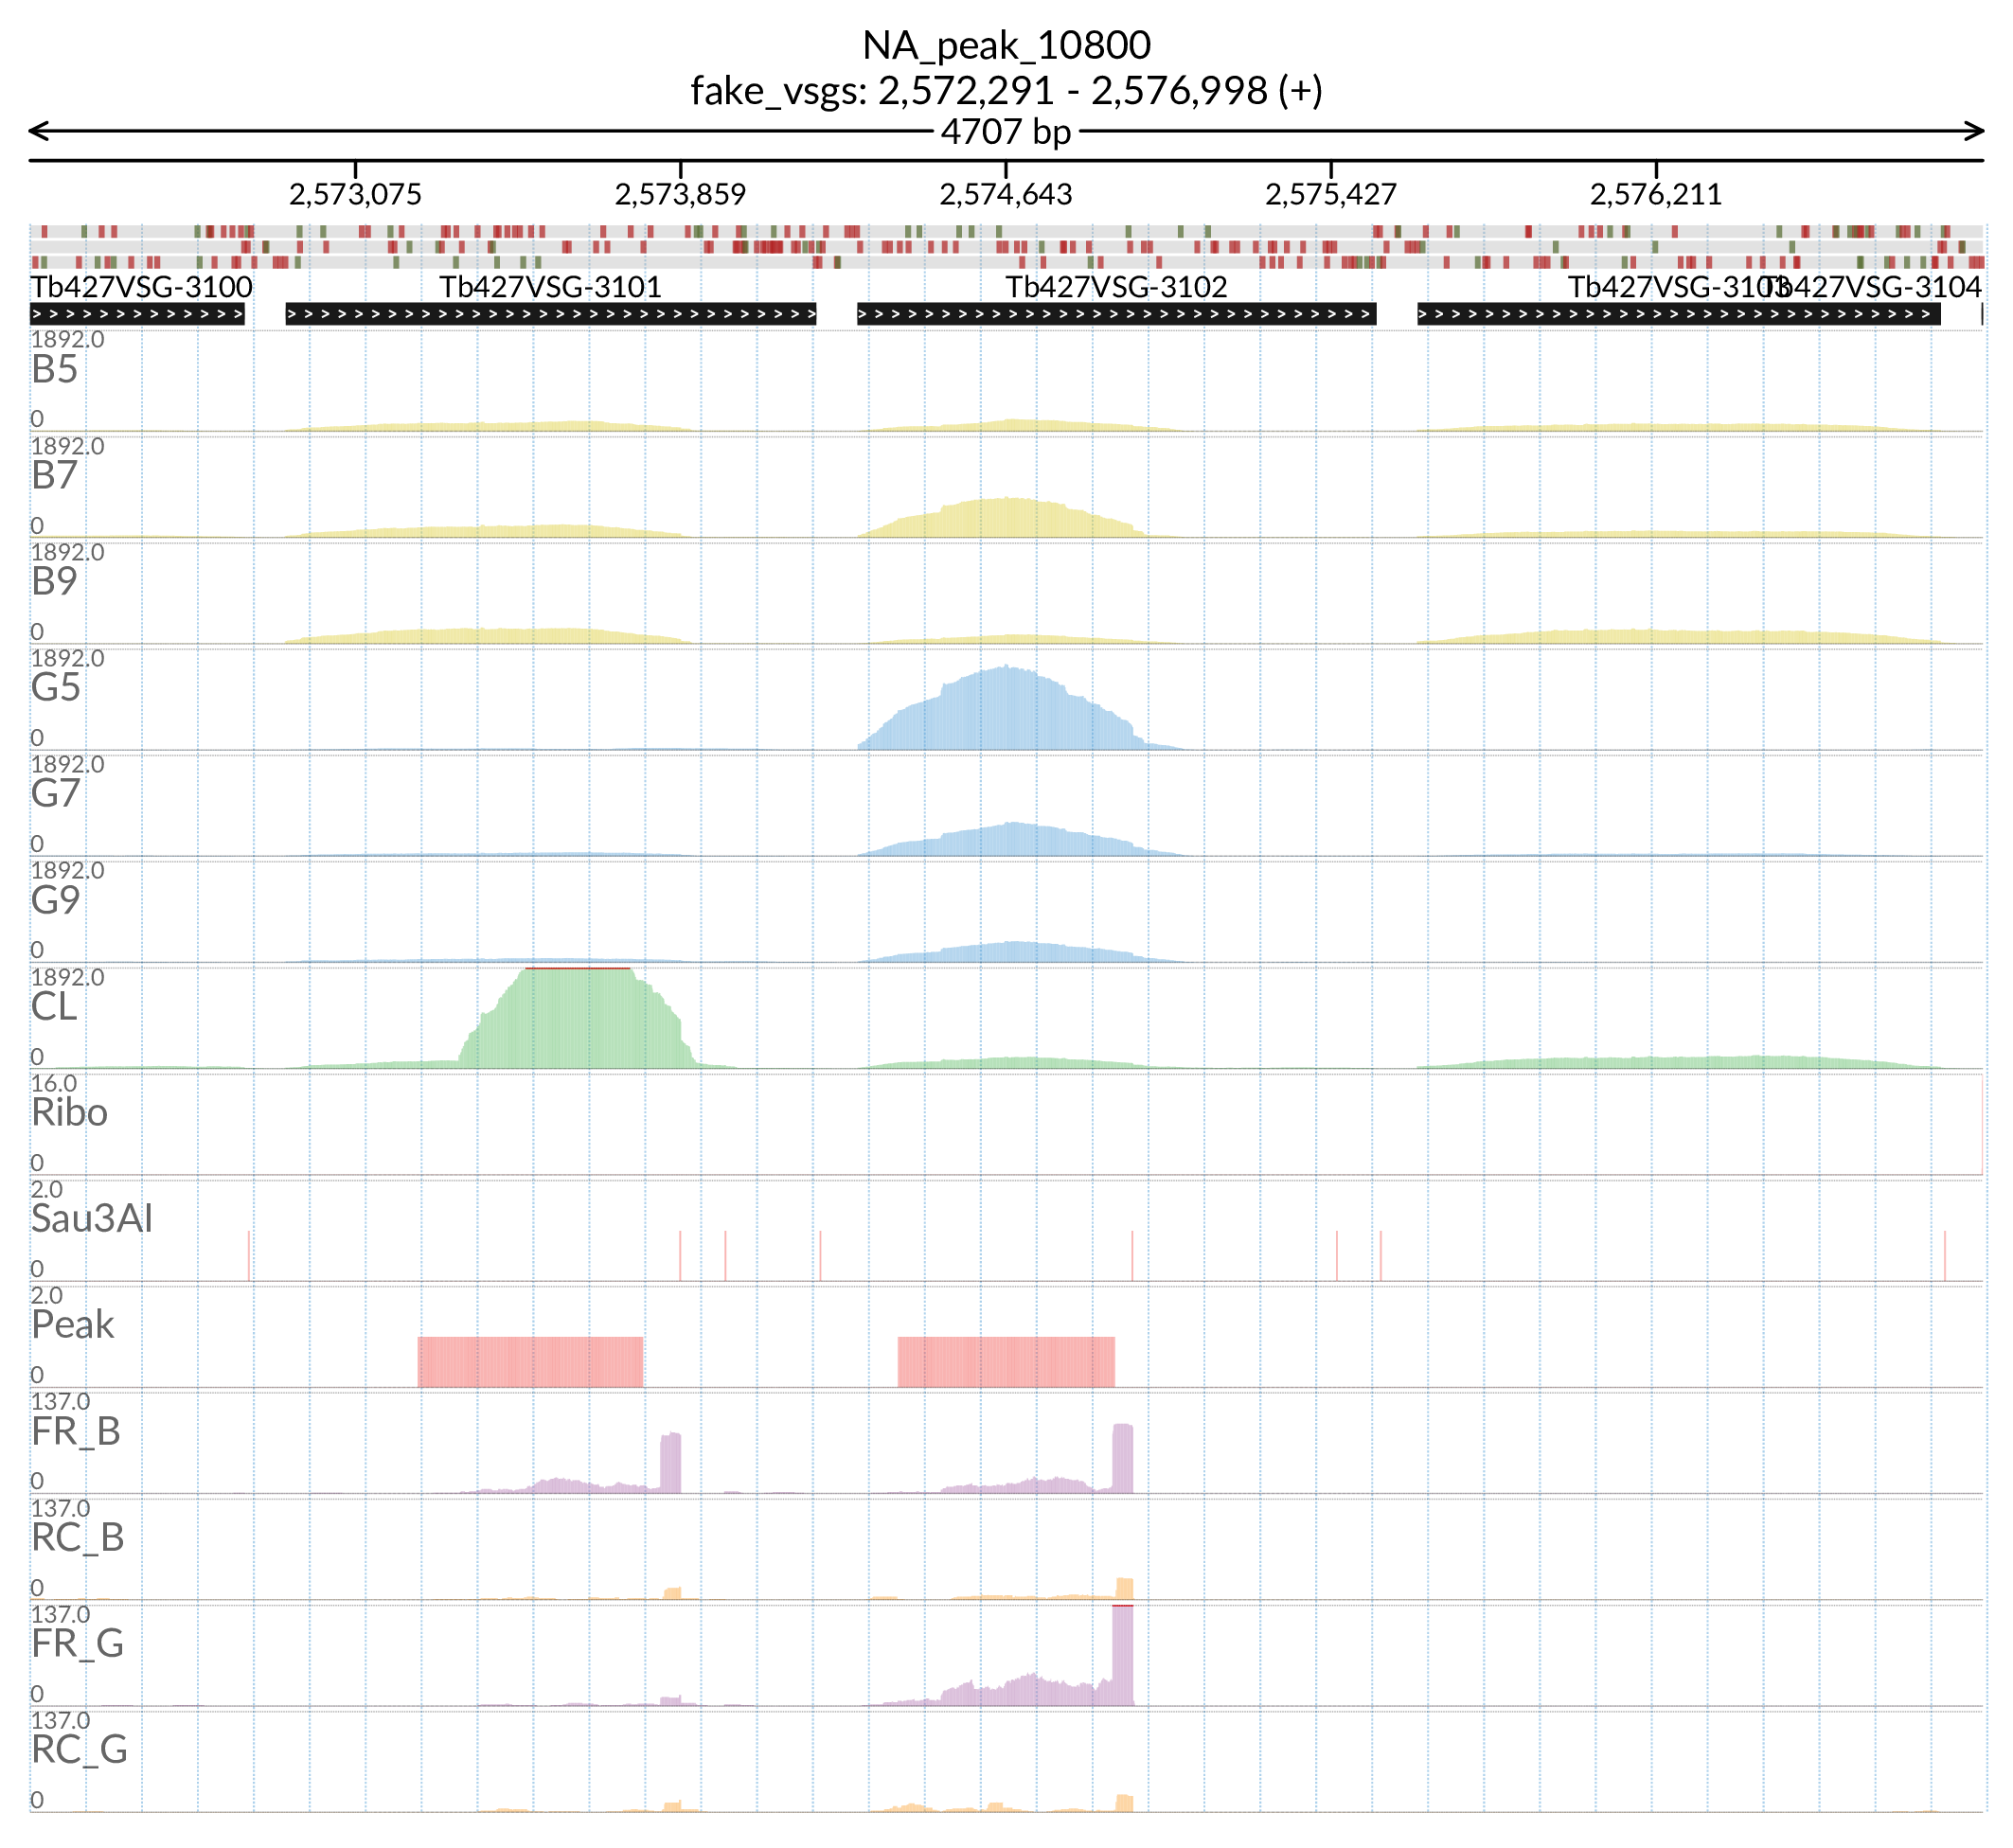 NA_peak_10800
fake_vsgs: 2,572,291 - 2,576,998 (+)
4707 bp
2,573,075 2,573,859 2,574,643 2,575,427 2,576,211
Tb427VSG-3100 Tb427VSG-3101 Tb427VSG-3102 Tb427VSG-3103 Tb427VSG-3104
1892.0
B5
0
1892.0
B7
0
1892.0
B9
0
1892.0
G5
0
1892.0
G7
0
1892.0
G9
0
1892.0
CL
0
16.0
Ribo
0
2.0
Sau3AI
0
2.0
Peak
0
137.0
FR_B
0
137.0
RC_B
0
137.0
FR_G
0
137.0
RC_G
0